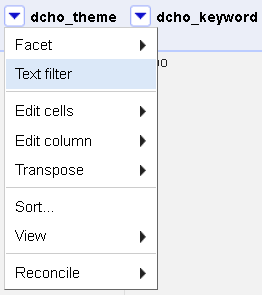 dcho_theme dcho_keyword
Facet
Text filter
Edit cells
Edit column
Transpose
Sort...
View
Reconcile